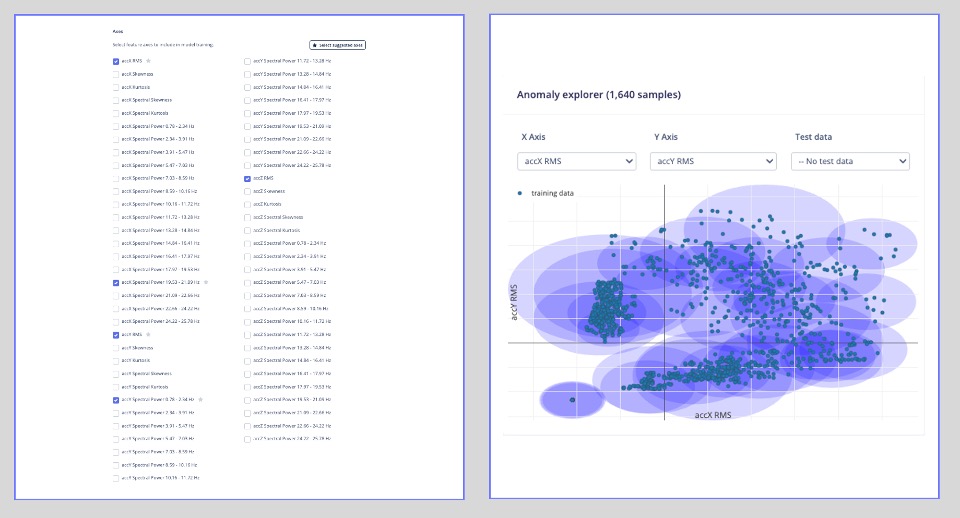 Axes
Select features axes to include in model training.
Select suggested axes
accX RMS
accX Skewness
accX Kurtosis
accX Spectral Skewness
accX Spectral Kurtosis
accX Spectral Power 0.78 - 2.34 Hz
accX Spectral Power 2.34 - 3.91 Hz
accX Spectral Power 3.91 - 5.47 Hz
accX Spectral Power 5.47 - 7.03 Hz
accX Spectral Power 7.03 - 8.59 Hz
accX Spectral Power 8.59 - 10.16 Hz
accX Spectral Power 10.16 - 11.72 Hz
accX Spectral Power 11.72 - 13.28 Hz
accX Spectral Power 13.28 - 14.84 Hz
accX Spectral Power 14.84 - 16.41 Hz
accX Spectral Power 16.41 - 17.97 Hz
accX Spectral Power 17.97 - 19.53 Hz
accX Spectral Power 19.53 - 21.09 Hz
accX Spectral Power 21.09 - 22.66 Hz
accX Spectral Power 22.66 - 24.22 Hz
accX Spectral Power 24.22 - 25.78 Hz
accY RMS
accY Skewness
accY Kurtosis
accY Spectral Skewness
accY Spectral Kurtosis
accY Spectral Power 0.78 - 2.34 Hz
accY Spectral Power 2.34 - 3.91 Hz
accY Spectral Power 3.91 - 5.47 Hz
accY Spectral Power 5.47 - 7.03 Hz
accY Spectral Power 7.03 - 8.59 Hz
accY Spectral Power 8.59 - 10.16 Hz
accY Spectral Power 10.16 - 11.72 Hz
accY Spectral Power 11.72 - 13.28 Hz
accY Spectral Power 13.28 - 14.84 Hz
accY Spectral Power 14.84 - 16.41 Hz
accY Spectral Power 16.41 - 17.97 Hz
accY Spectral Power 17.97 - 19.53 Hz
accY Spectral Power 19.53 - 21.09 Hz
accY Spectral Power 21.09 - 22.66 Hz
accY Spectral Power 22.66 - 24.22 Hz
accY Spectral Power 24.22 - 25.78 Hz
accZ RMS
accZ Skewness
accZ Kurtosis
accZ Spectral Skewness
accZ Spectral Kurtosis
accZ Spectral Power 0.78 - 2.34 Hz
accZ Spectral Power 2.34 - 3.91 Hz
accZ Spectral Power 3.91 - 5.47 Hz
accZ Spectral Power 5.47 - 7.03 Hz
accZ Spectral Power 7.03 - 8.59 Hz
accZ Spectral Power 8.59 - 10.16 Hz
accZ Spectral Power 10.16 - 11.72 Hz
accZ Spectral Power 11.72 - 13.28 Hz
accZ Spectral Power 13.28 - 14.84 Hz
accZ Spectral Power 14.84 - 16.41 Hz
accZ Spectral Power 16.41 - 17.97 Hz
accZ Spectral Power 17.97 - 19.53 Hz
accZ Spectral Power 19.53 - 21.09 Hz
accZ Spectral Power 21.09 - 22.66 Hz
accZ Spectral Power 22.66 - 24.22 Hz
accZ Spectral Power 24.22 - 25.78 Hz
Anomaly explorer (1,640 samples)
X Axis
Y Axis
Test data
accX RMS
accY RMS
-- No test data
training data
accY RMS
accX RMS